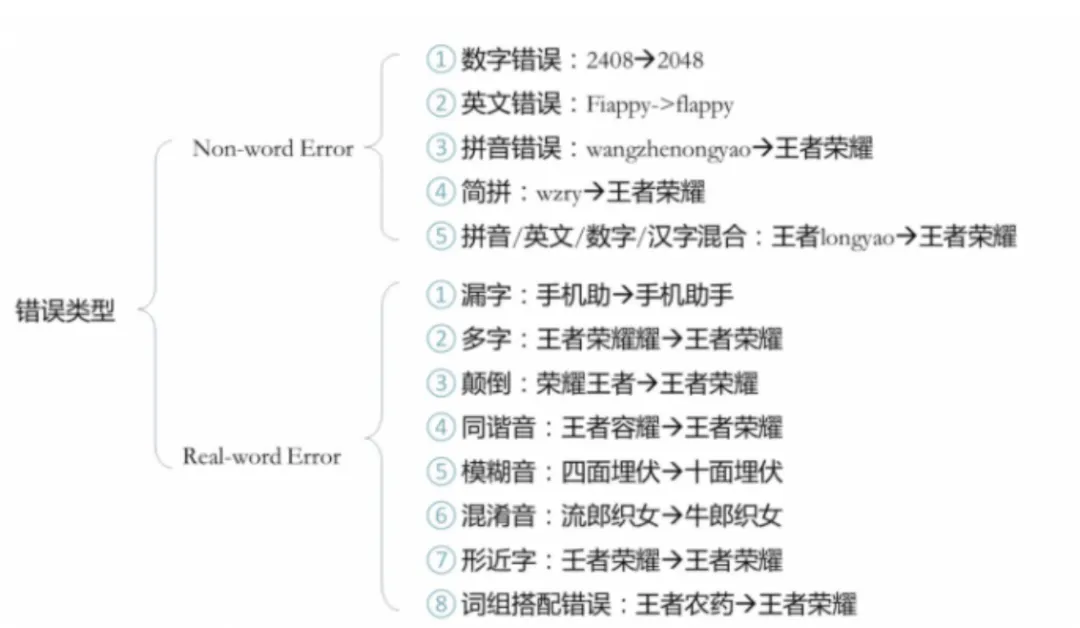 错误类型
Non-word Error
① 数字错误：2408→2048
② 英文错误：Fiappy->flappy
③ 拼音错误：wangzhenongyao→王者荣耀
④ 简拼：wzry→王者荣耀
⑤ 拼音/英文/数字/汉字混合：王者longyao→王者荣耀
Real-word Error
① 漏字：手机助→手机助手
② 多字：王者荣耀耀→王者荣耀
③ 颠倒：荣耀王者→王者荣耀
④ 同谐音：王者容耀→王者荣耀
⑤ 模糊音：四面埋伏→十面埋伏
⑥ 混淆音：流郎织女→牛郎织女
⑦ 形近字：壬者荣耀→王者荣耀
⑧ 词组搭配错误：王者农药→王者荣耀